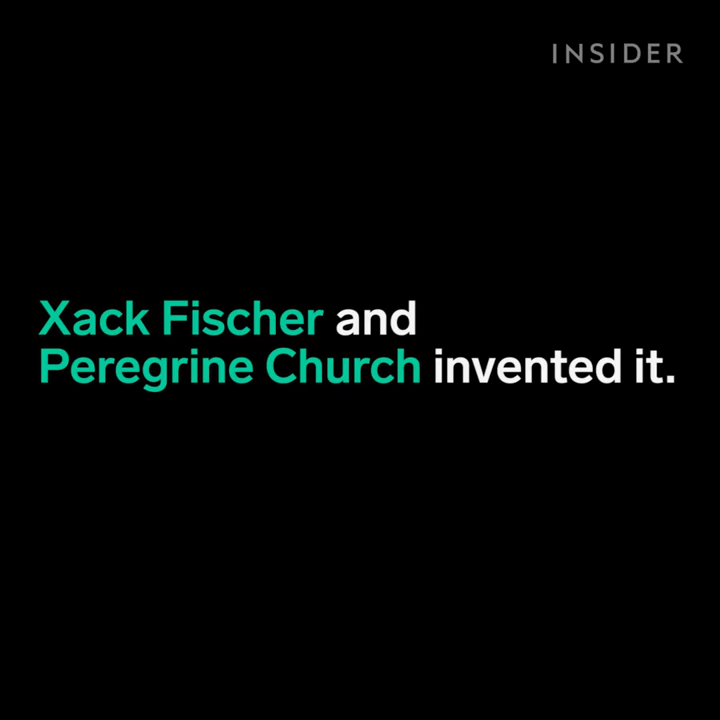 INSIDER
Xack Fischer and
Peregrine Church invented it.